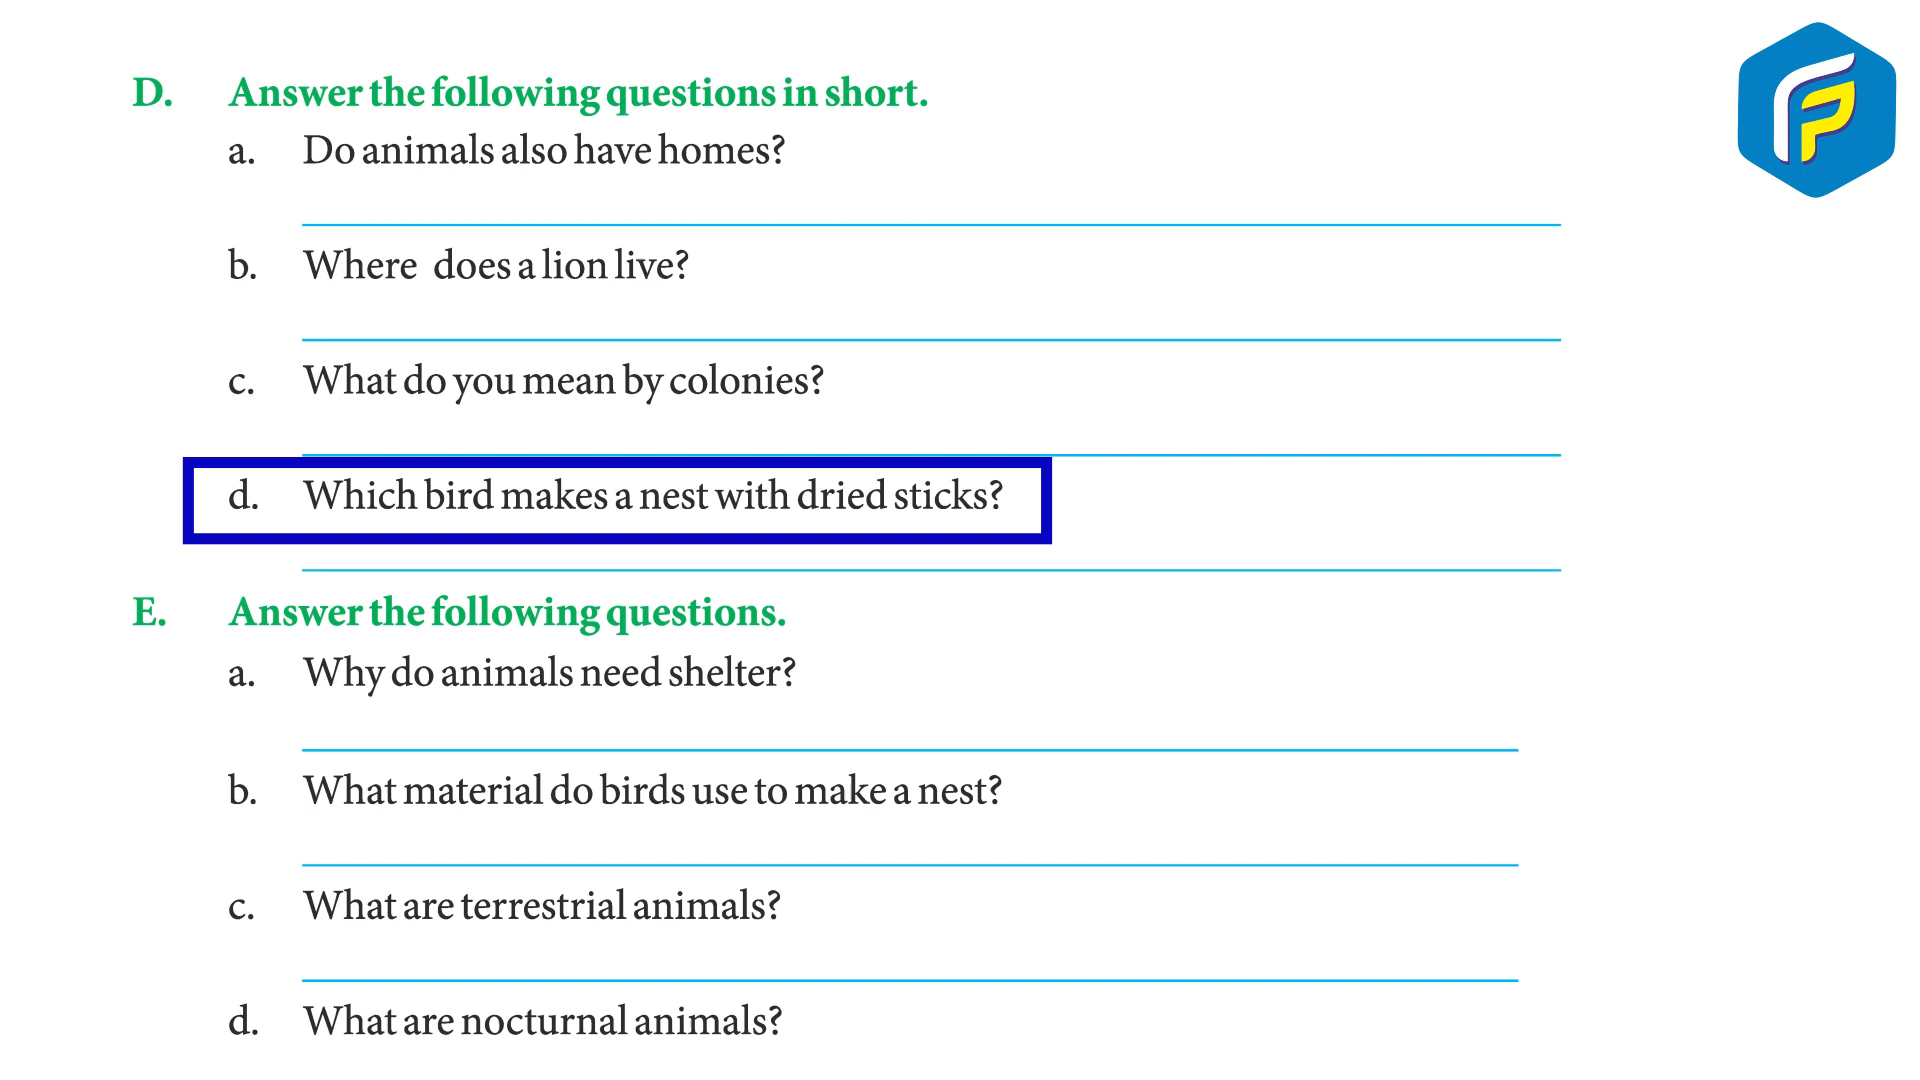 D. Answer the following questions in short.
a. Do animals also have homes?
b. Where does a lion live?
c. What do you mean by colonies?
d. Which bird makes a nest with dried sticks?
E. Answer the following questions.
a. Why do animals need shelter?
b. What material do birds use to make a nest?
c. What are terrestrial animals?
d. What are nocturnal animals?